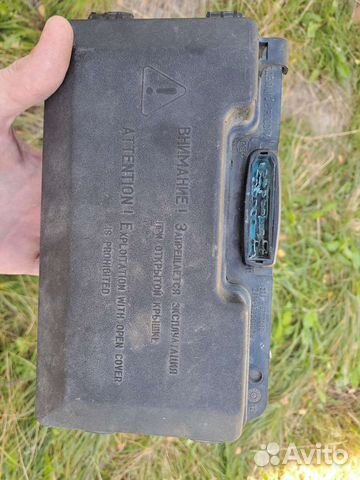 ВНИМАНИЕ! ЗАПРЕЩАЕТСЯ ЭКСПЛУАТАЦИЯ
ПРИ ОТКРЫТОЙ КРЫШКЕ
ATTENTION! EXPLOITATION WITH OPEN COVER
IS PROHIBITED
Avito